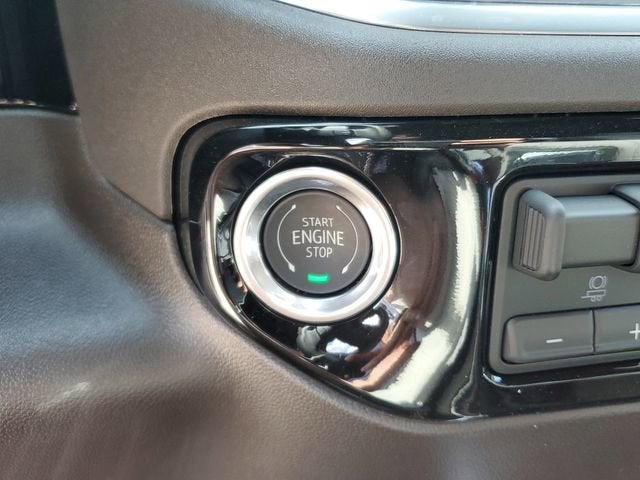 START
ENGINE
STOP
- +